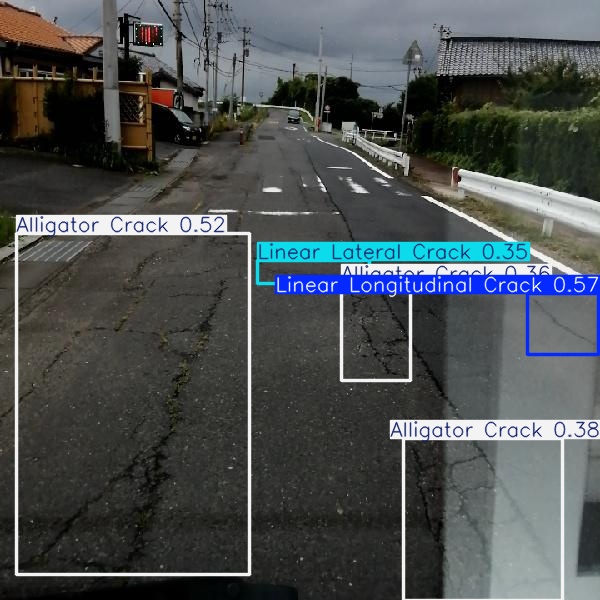 Alligator Crack 0.52
Linear Lateral Crack 0.35
Alligator Crack 0.36
Linear Longitudinal Crack 0.57
Alligator Crack 0.38